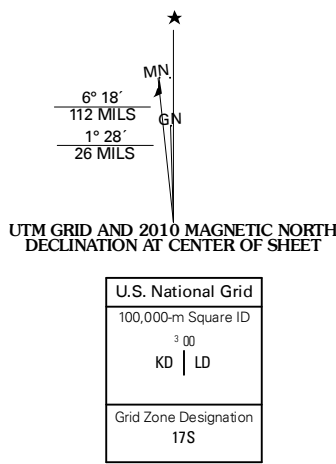 ★
MN
6° 18´
112 MILS
GN
1° 28´
26 MILS
UTM GRID AND 2010 MAGNETIC NORTH
DECLINATION AT CENTER OF SHEET
U.S. National Grid
100,000-m Square ID
3 00
KD | LD
Grid Zone Designation
17S